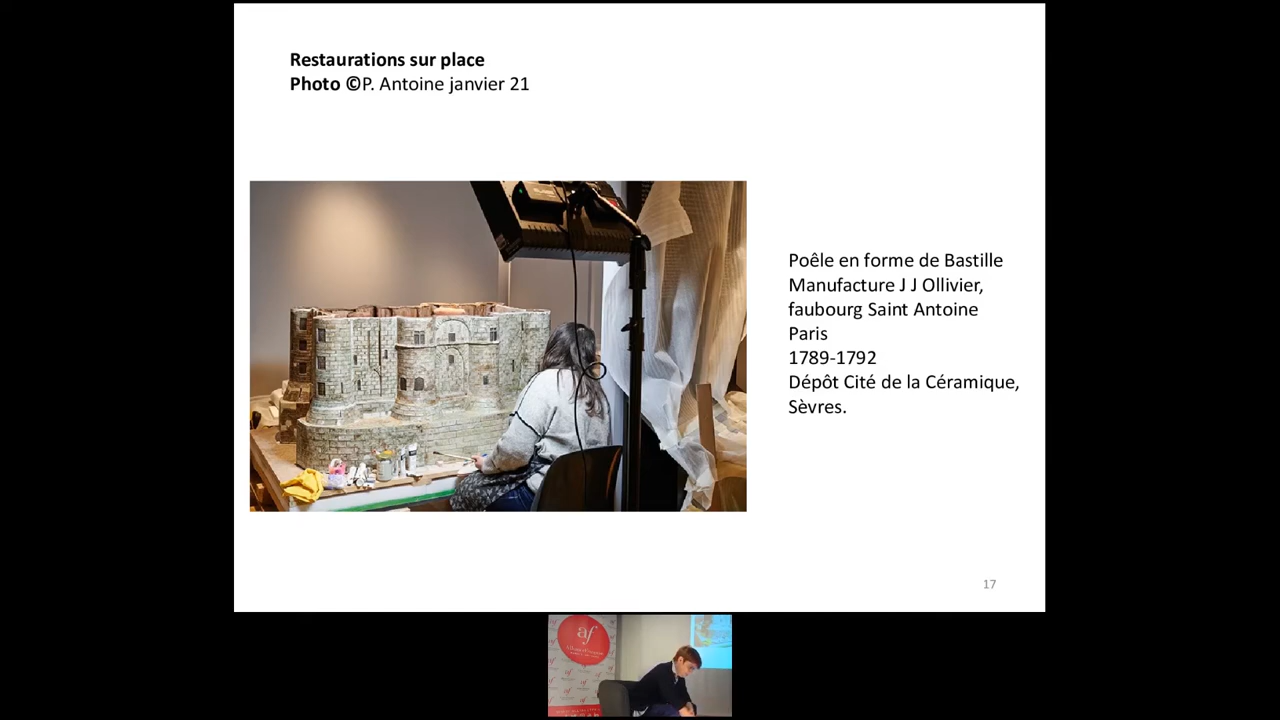 Restaurations sur place
Photo ©P. Antoine janvier 21
Poêle en forme de Bastille
Manufacture J J Ollivier,
faubourg Saint Antoine
Paris
1789-1792
Dépôt Cité de la Céramique,
Sèvres.
17
af